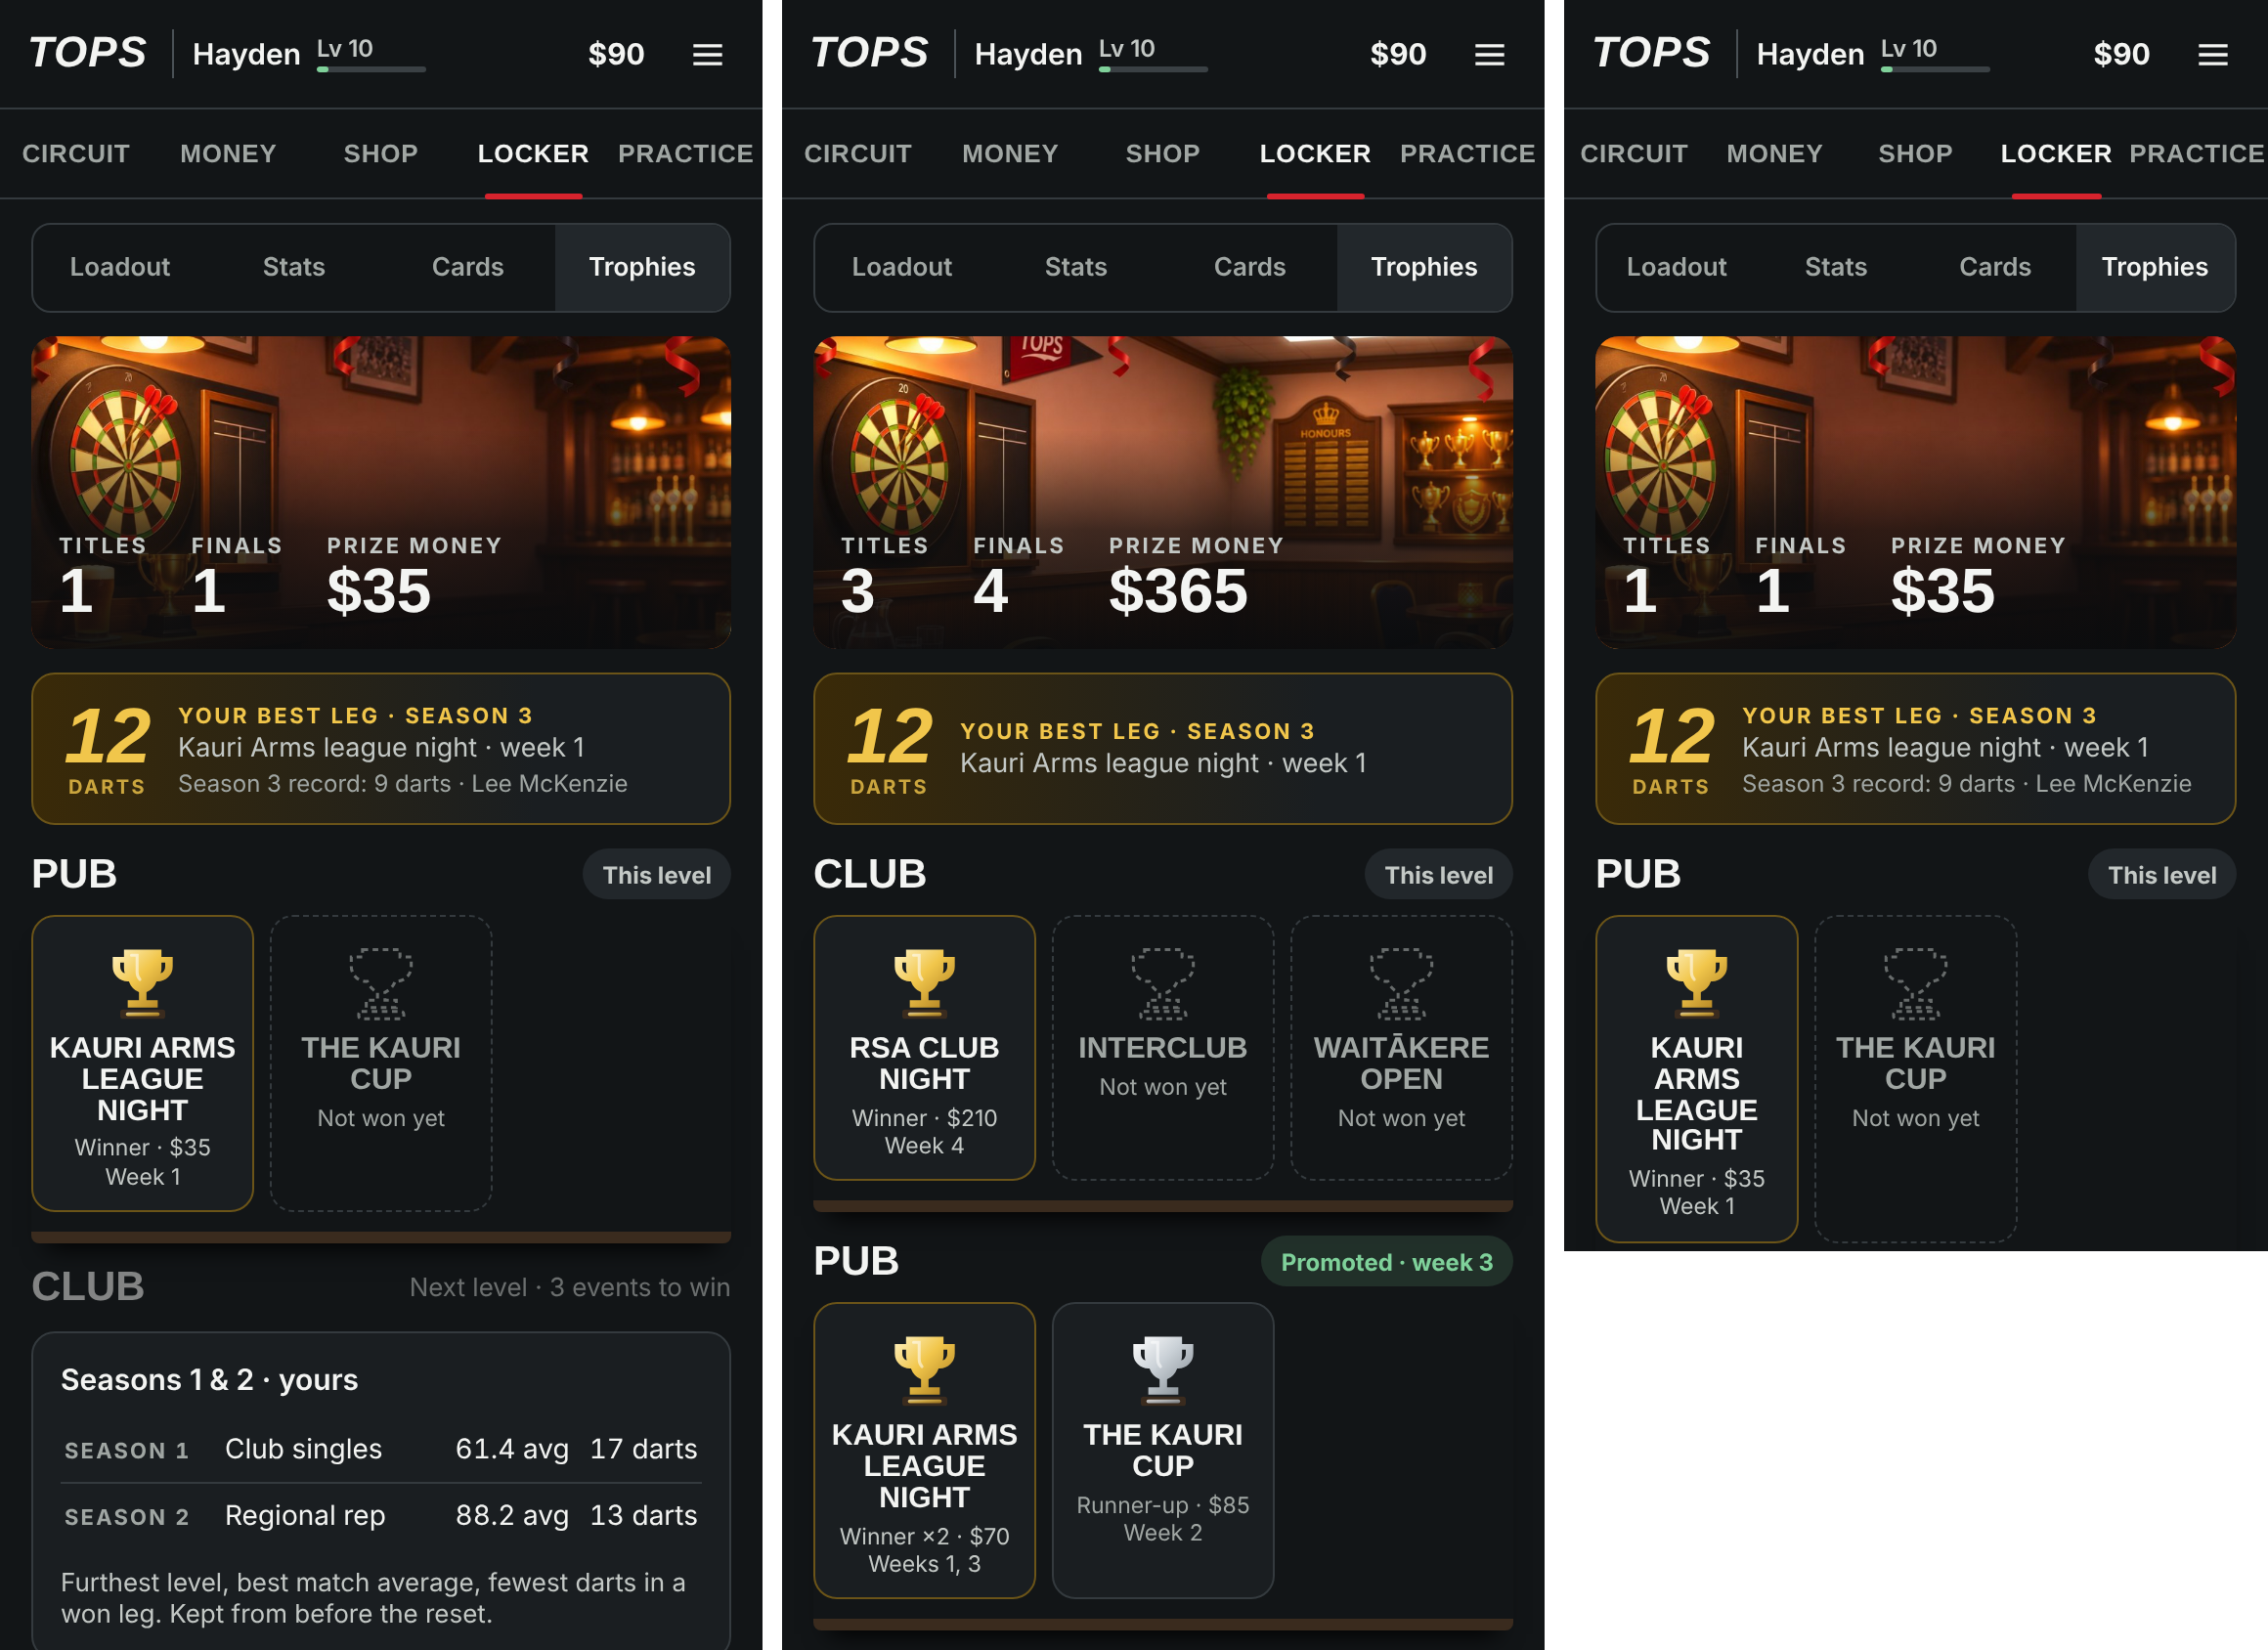 TOPS
Hayden Lv 10
$90
CIRCUIT MONEY SHOP LOCKER PRACTICE
Loadout Stats Cards Trophies
20
TITLES FINALS PRIZE MONEY
1 1 $35
12
DARTS
YOUR BEST LEG · SEASON 3
Kauri Arms league night · week 1
Season 3 record: 9 darts · Lee McKenzie
PUB
This level
KAURI ARMS
LEAGUE
NIGHT
Winner · $35
Week 1
THE KAURI
CUP
Not won yet
CLUB
Next level · 3 events to win
Seasons 1 & 2 · yours
SEASON 1 Club singles 61.4 avg 17 darts
SEASON 2 Regional rep 88.2 avg 13 darts
Furthest level, best match average, fewest darts in a
won leg. Kept from before the reset.
TOPS
Hayden Lv 10
$90
CIRCUIT MONEY SHOP LOCKER PRACTICE
Loadout Stats Cards Trophies
TOPS
20
HONOURS
TITLES FINALS PRIZE MONEY
3 4 $365
12
DARTS
YOUR BEST LEG · SEASON 3
Kauri Arms league night · week 1
CLUB
This level
RSA CLUB
NIGHT
Winner · $210
Week 4
INTERCLUB
Not won yet
WAITĀKERE
OPEN
Not won yet
PUB
Promoted · week 3
KAURI ARMS
LEAGUE
NIGHT
Winner ×2 · $70
Weeks 1, 3
THE KAURI
CUP
Runner-up · $85
Week 2
TOPS
Hayden Lv 10
$90
CIRCUIT MONEY SHOP LOCKER PRACTICE
Loadout Stats Cards Trophies
20
TITLES FINALS PRIZE MONEY
1 1 $35
12
DARTS
YOUR BEST LEG · SEASON 3
Kauri Arms league night · week 1
Season 3 record: 9 darts · Lee McKenzie
PUB
This level
KAURI
ARMS
LEAGUE
NIGHT
Winner · $35
Week 1
THE KAURI
CUP
Not won yet